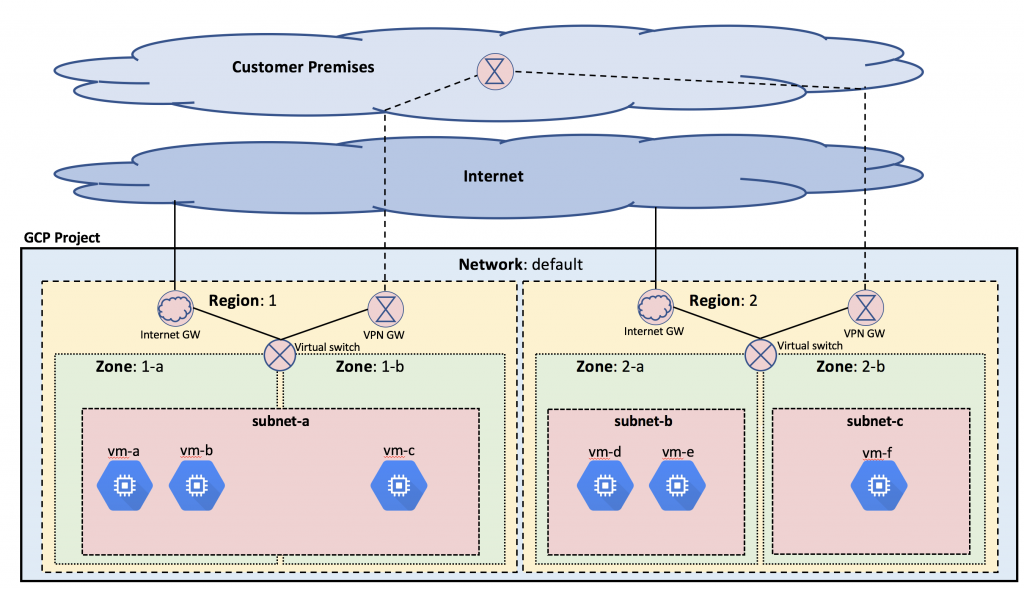 Customer Premises
Internet
GCP Project
Network: default
Region: 1
Region: 2
Internet GW
VPN GW
Internet GW
VPN GW
Virtual switch
Virtual switch
Zone: 1-a
Zone: 1-b
Zone: 2-a
Zone: 2-b
subnet-a
subnet-b
subnet-c
vm-a
vm-b
vm-c
vm-d
vm-e
vm-f